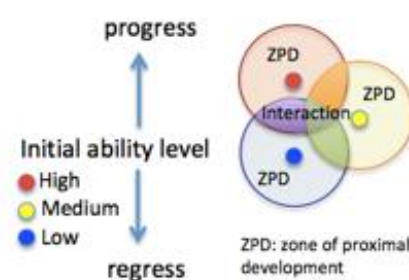 progress
Initial ability level
High
Medium
Low
regress
ZPD
ZPD
Interaction
ZPD
ZPD: zone of proximal
development